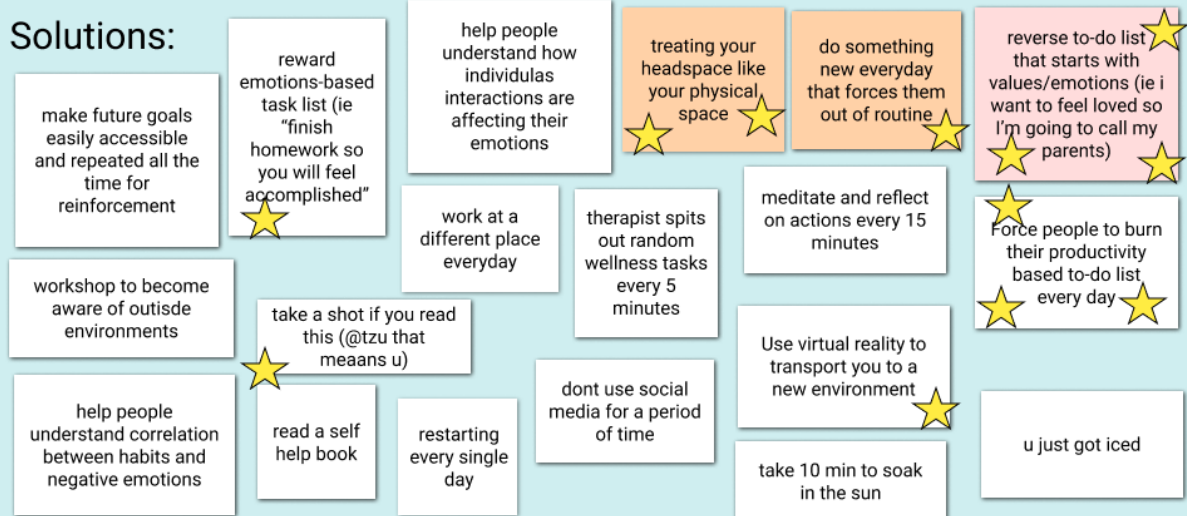 Solutions:
make future goals
easily accessible
and repeated all the
time for
reinforcement
reward
emotions-based
task list (ie
“finish
homework so
you will feel
accomplished”
help people
understand how
individulas
interactions are
affecting their
emotions
treating your
headspace like
your physical
space
do something
new everyday
that forces them
out of routine
reverse to-do list
that starts with
values/emotions (ie i
want to feel loved so
I’m going to call my
parents)
work at a
different place
everyday
therapist spits
out random
wellness tasks
every 5
minutes
meditate and reflect
on actions every 15
minutes
Force people to burn
their productivity
based to-do list
every day
workshop to become
aware of outisde
environments
take a shot if you read
this (@tzu that
meaans u)
Use virtual reality to
transport you to a
new environment
help people
understand correlation
between habits and
negative emotions
read a self
help book
restarting
every single
day
dont use social
media for a period
of time
take 10 min to soak
in the sun
u just got iced